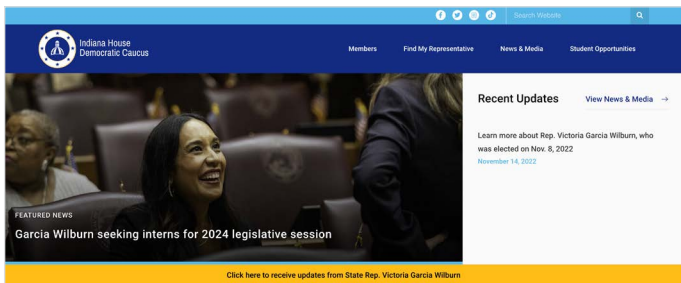 Search Website
Indiana House
Democratic Caucus
Members
Find My Representative
News & Media
Student Opportunities
FEATURED NEWS
Garcia Wilburn seeking interns for 2024 legislative session
Recent Updates
View News & Media →
Learn more about Rep. Victoria Garcia Wilburn, who
was elected on Nov. 8, 2022
November 14, 2022
Click here to receive updates from State Rep. Victoria Garcia Wilburn